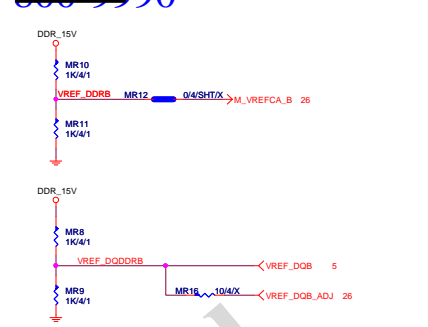 DDR_15V
MR10
1K/4/1
VREF_DDRB MR12 0/4/SHT/X M_VREFCA_B 26
MR11
1K/4/1
DDR_15V
MR8
1K/4/1
VREF_DQDDRB VREF_DQB 5
MR9
1K/4/1
MR16 10/4/X VREF_DQB_ADJ 26